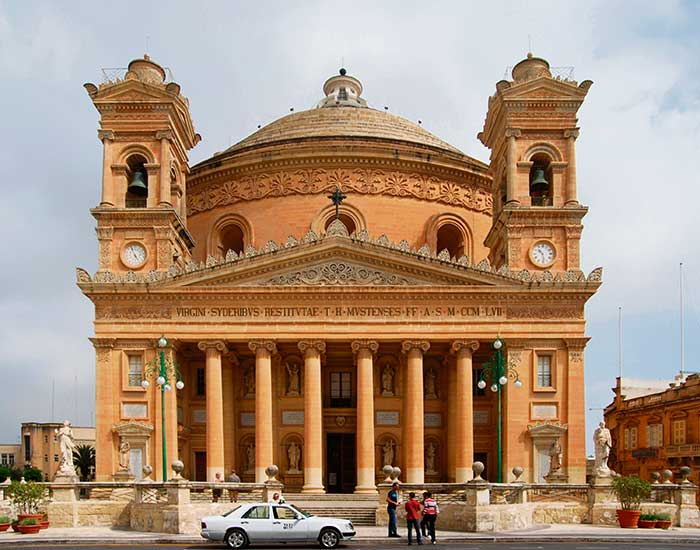 VIRGINI SYDERIBVS RESTITVTAE · T · H · MVSTENSES FF A · S · M · CCM · LVII